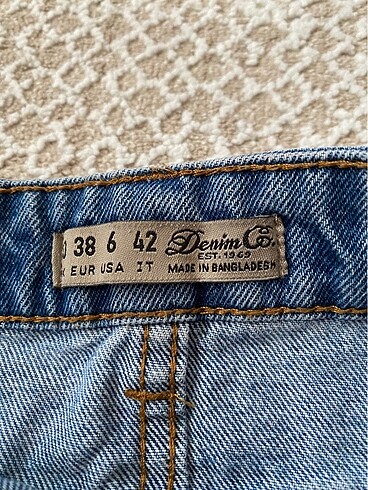 38 6 42 Denim Co.
EST. 1969
EUR USA IT MADE IN BANGLADESH